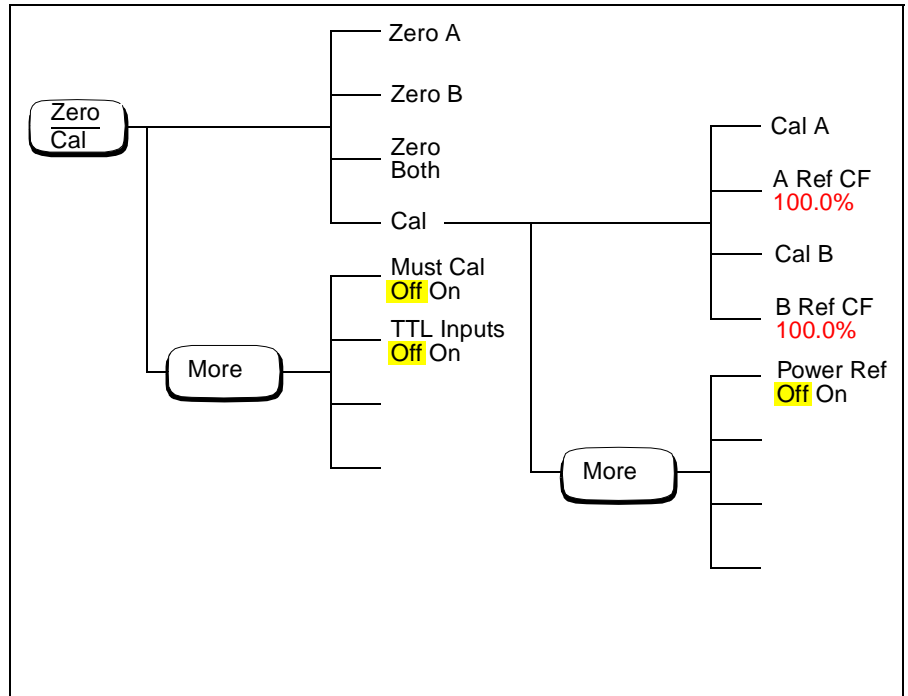 Zero
Cal
Zero A
Zero B
Zero
Both
Cal
Must Cal
Off On
TTL Inputs
Off On
More
Cal A
A Ref CF
100.0%
Cal B
B Ref CF
100.0%
Power Ref
Off On
More